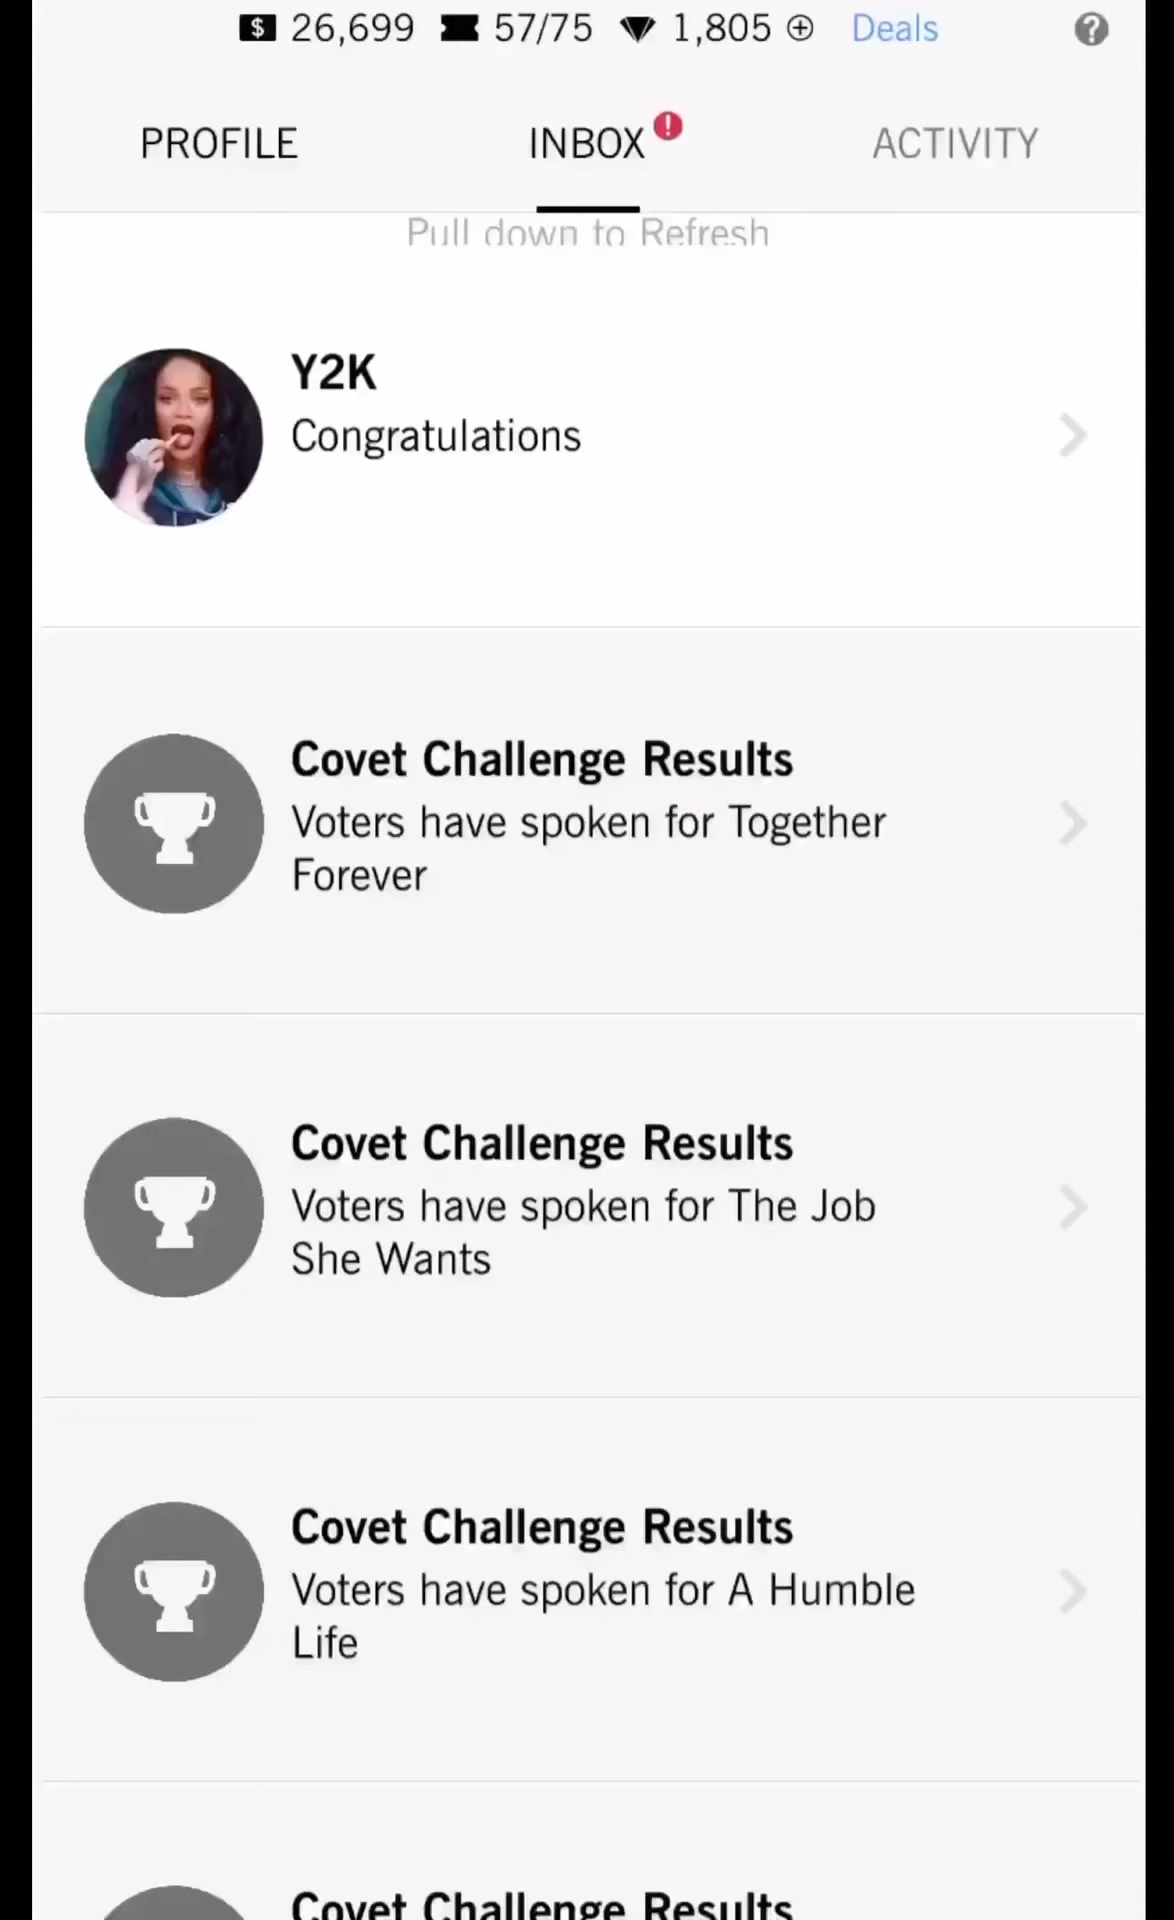 $ 26,699 57/75 1,805 Deals ?
PROFILE INBOX ! ACTIVITY
Pull down to Refresh
Y2K
Congratulations
Covet Challenge Results
Voters have spoken for Together
Forever
Covet Challenge Results
Voters have spoken for The Job
She Wants
Covet Challenge Results
Voters have spoken for A Humble
Life
Covet Challenge Results